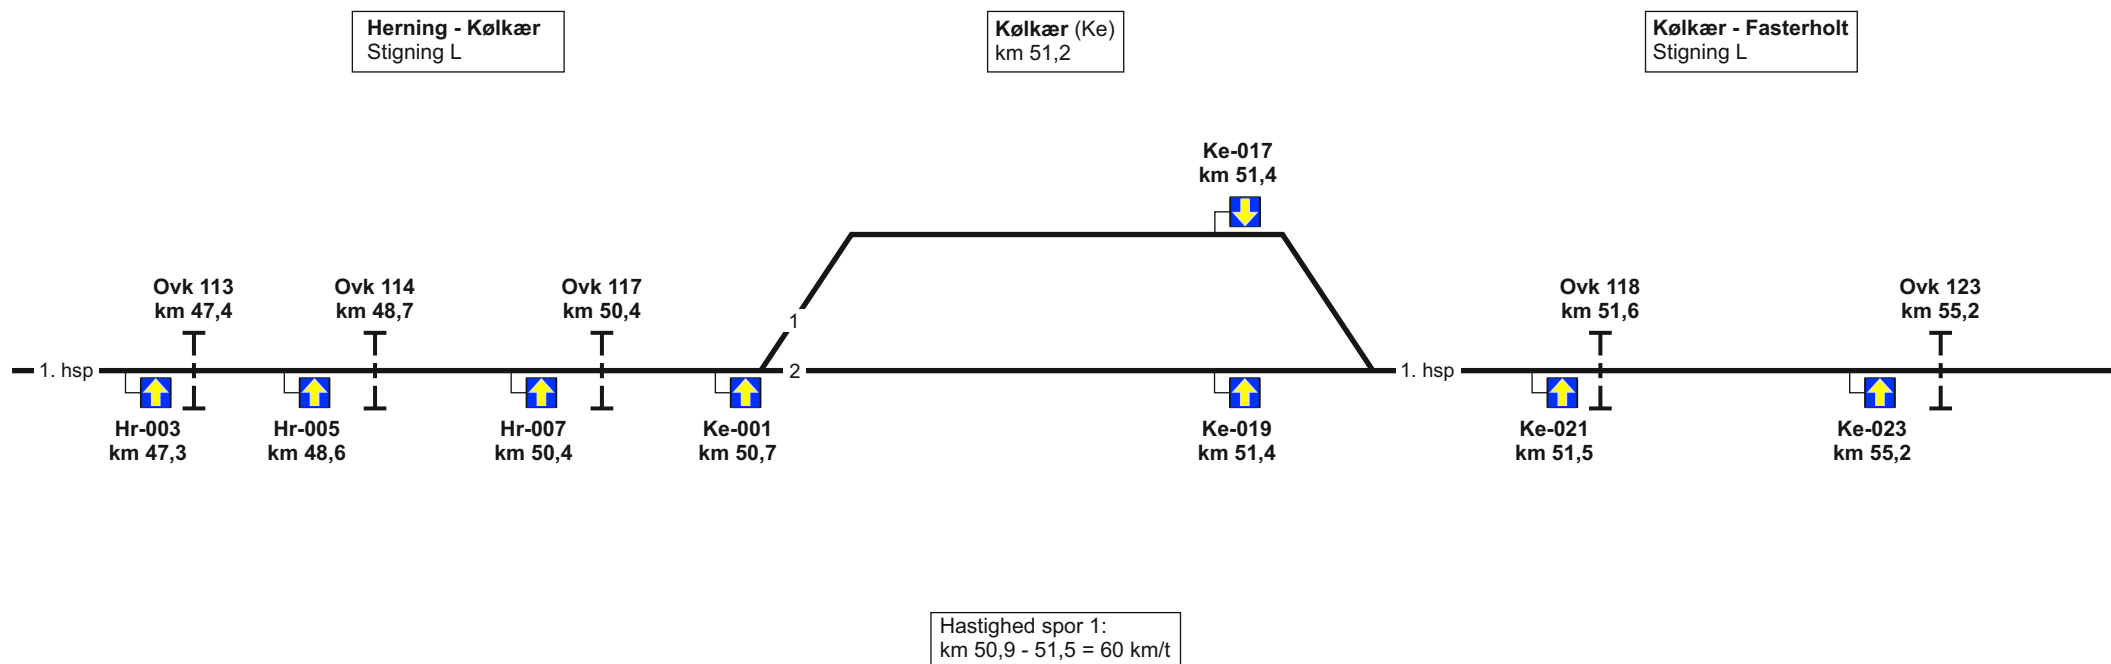 Herning - Kølkær
Stigning L
Kølkær (Ke)
km 51,2
Kølkær - Fasterholt
Stigning L
Ke-017
km 51,4
Ovk 113
km 47,4
Ovk 114
km 48,7
Ovk 117
km 50,4
Ovk 118
km 51,6
Ovk 123
km 55,2
1
1. hsp
2
1. hsp
Hr-003
km 47,3
Hr-005
km 48,6
Hr-007
km 50,4
Ke-001
km 50,7
Ke-019
km 51,4
Ke-021
km 51,5
Ke-023
km 55,2
Hastighed spor 1:
km 50,9 - 51,5 = 60 km/t